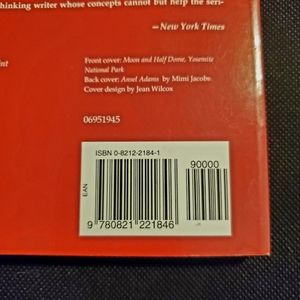 thinking writer whose concepts cannot but help the seri-
—New York Times
Front cover: Moon and Half Dome, Yosemite
National Park
Back cover: Ansel Adams by Mimi Jacobs
Cover design by Jean Wilcox
06951945
ISBN 0-8212-2184-1
90000
EAN
9 780821 221846